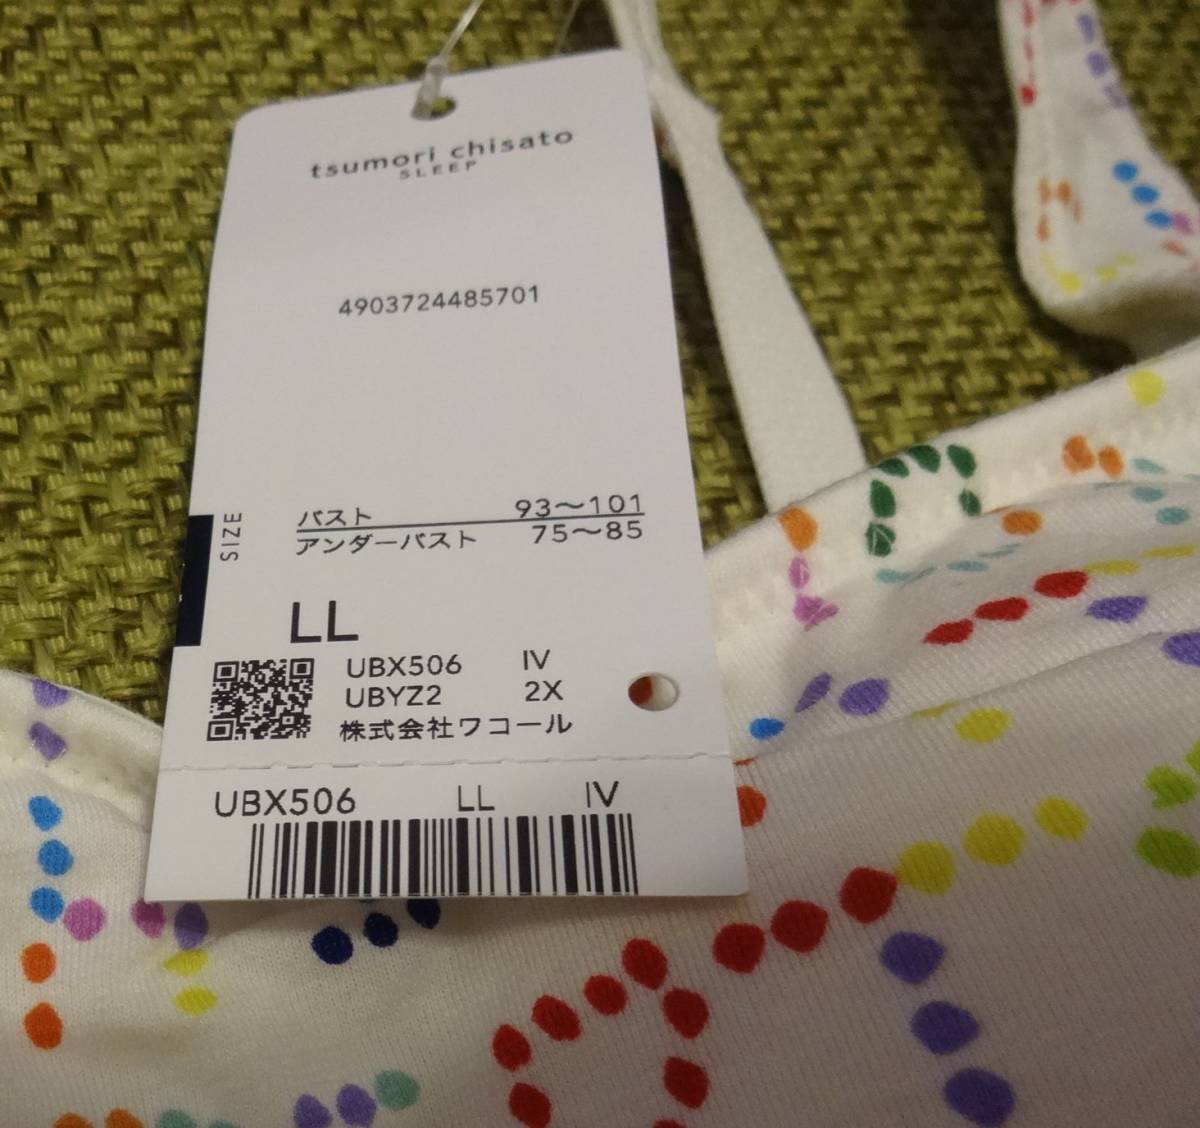 tsumori chisato
SLEEP
4903724485701
SIZE
バスト 93〜101
アンダーバスト 75〜85
LL
UBX506 IV
UBYZ2 2X
株式会社ワコール
UBX506 LL IV